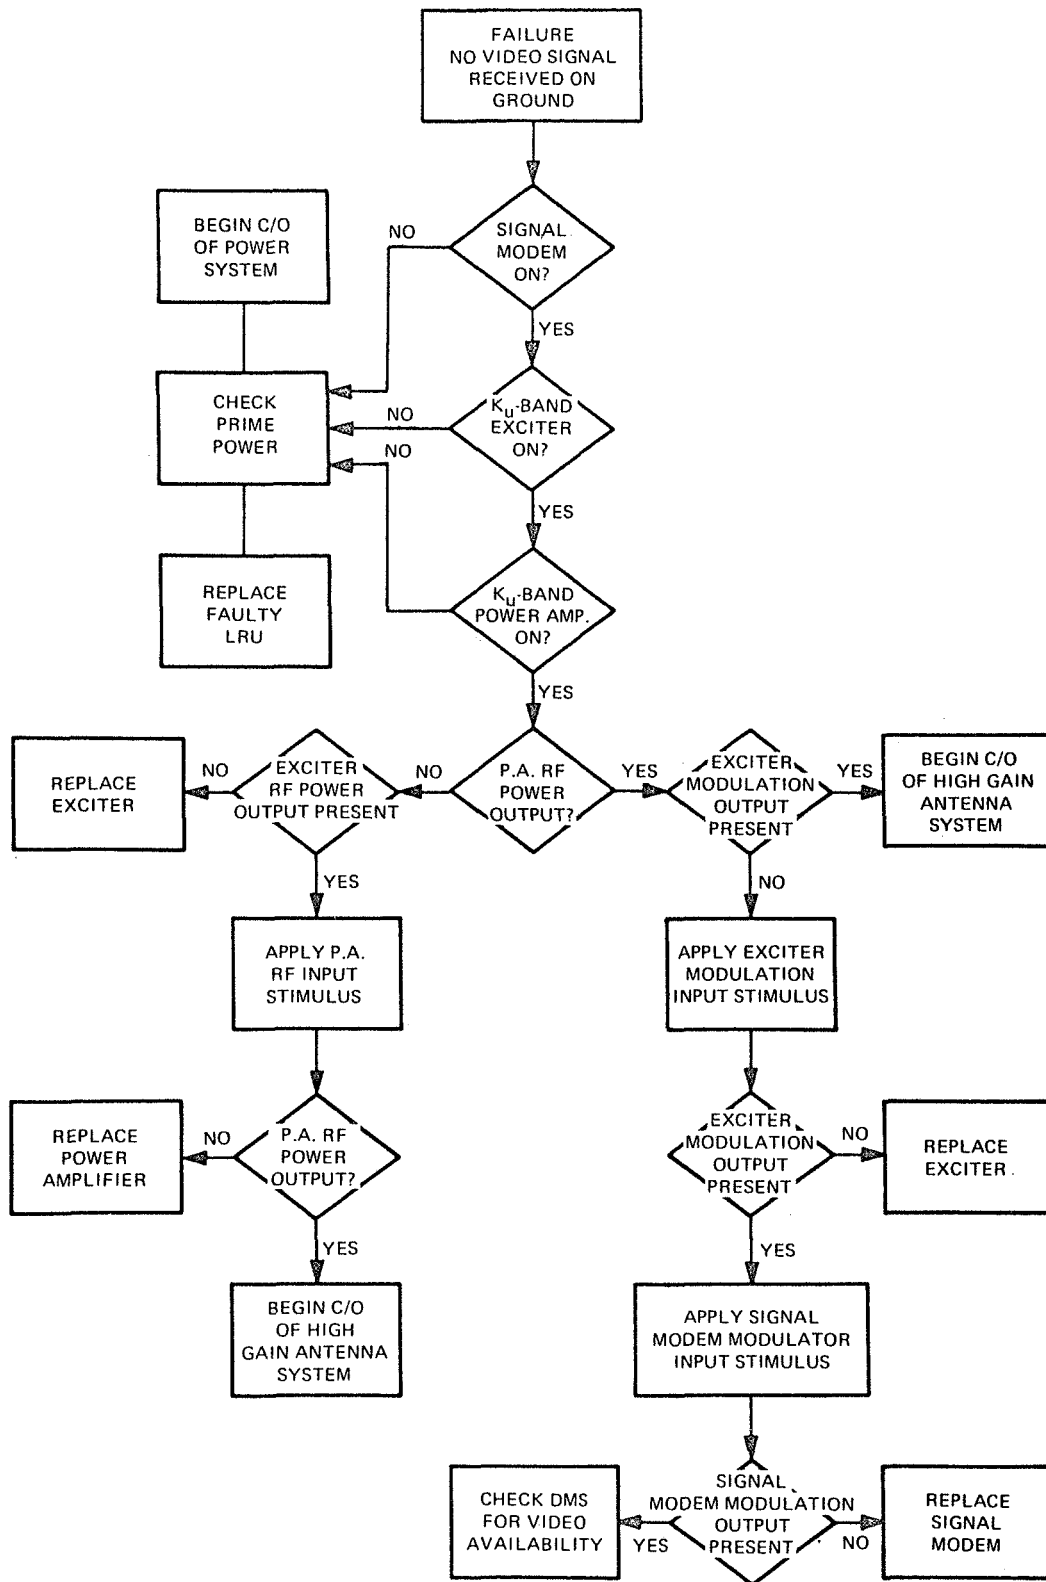 FAILURE
NO VIDEO SIGNAL
RECEIVED ON
GROUND
BEGIN C/O
OF POWER
SYSTEM
NO
SIGNAL
MODEM
ON?
YES
CHECK
PRIME
POWER
NO
Ku-BAND
EXCITER
ON?
NO
YES
REPLACE
FAULTY
LRU
Ku-BAND
POWER AMP.
ON?
YES
REPLACE
EXCITER
NO
EXCITER
RF POWER
OUTPUT PRESENT
NO
P.A. RF
POWER
OUTPUT?
YES
EXCITER
MODULATION
OUTPUT
PRESENT
YES
BEGIN C/O
OF HIGH GAIN
ANTENNA
SYSTEM
YES
NO
APPLY P.A.
RF INPUT
STIMULUS
APPLY EXCITER
MODULATION
INPUT STIMULUS
REPLACE
POWER
AMPLIFIER
NO
P.A. RF
POWER
OUTPUT?
EXCITER
MODULATION
OUTPUT
PRESENT
NO
REPLACE
EXCITER
YES
YES
BEGIN C/O
OF HIGH
GAIN ANTENNA
SYSTEM
APPLY SIGNAL
MODEM MODULATOR
INPUT STIMULUS
CHECK DMS
FOR VIDEO
AVAILABILITY
YES
SIGNAL
MODEM MODULATION
OUTPUT
PRESENT
NO
REPLACE
SIGNAL
MODEM